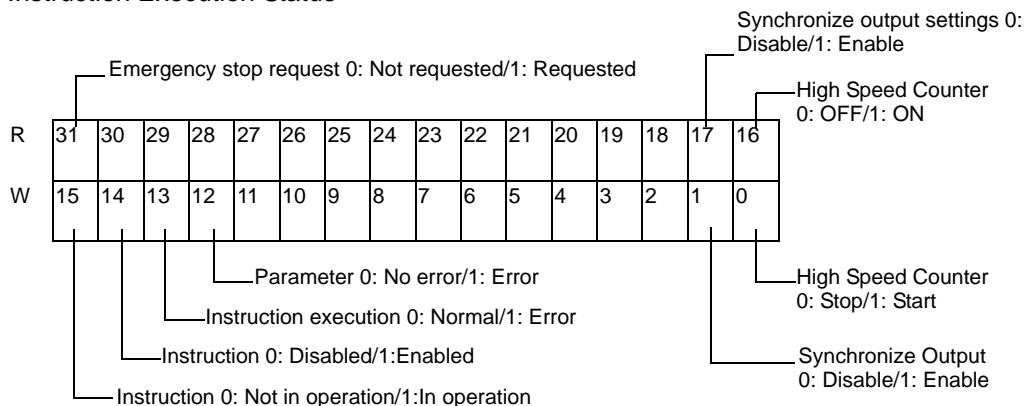 Instruction Execution Status
Synchronize output settings 0:
Disable/1: Enable
Emergency stop request 0: Not requested/1: Requested
High Speed Counter
0: OFF/1: ON
R 31 30 29 28 27 26 25 24 23 22 21 20 19 18 17 16
W 15 14 13 12 11 10 9 8 7 6 5 4 3 2 1 0
Parameter 0: No error/1: Error
High Speed Counter
0: Stop/1: Start
Instruction execution 0: Normal/1: Error
Instruction 0: Disabled/1:Enabled
Synchronize Output
0: Disable/1: Enable
Instruction 0: Not in operation/1:In operation